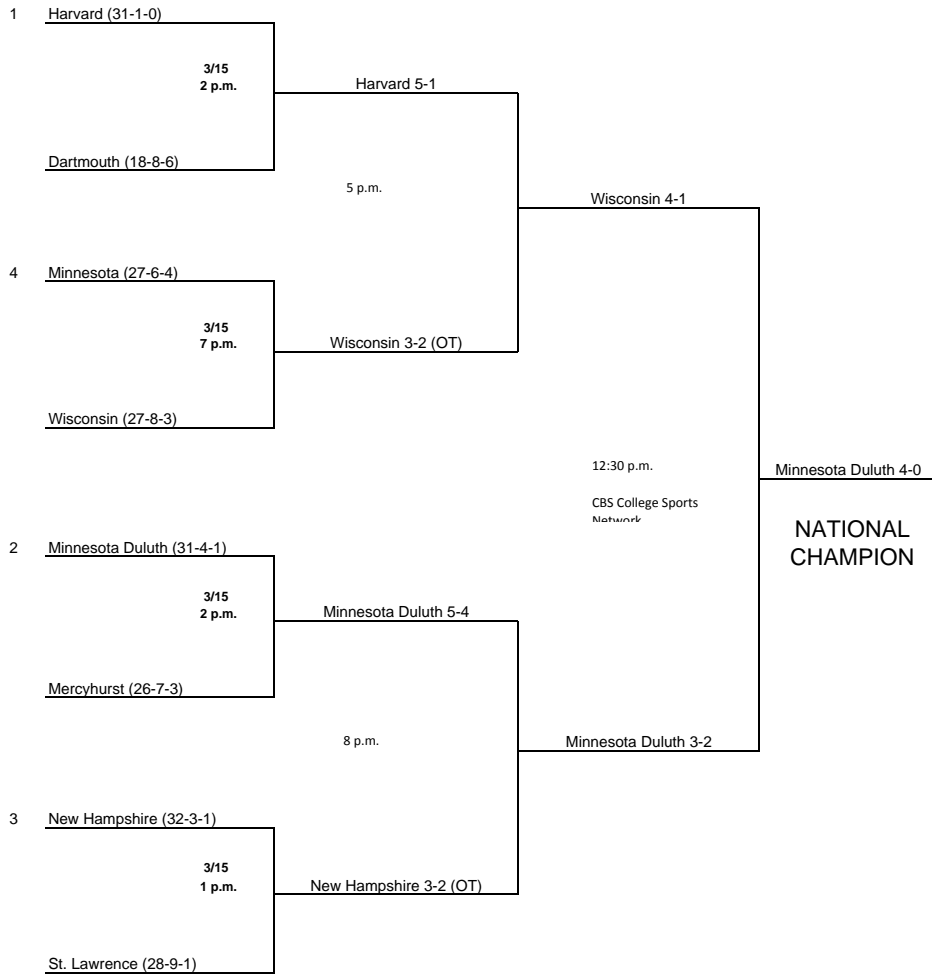 1 Harvard (31-1-0)
3/15
2 p.m.
Harvard 5-1
Dartmouth (18-8-6)
5 p.m.
Wisconsin 4-1
4 Minnesota (27-6-4)
3/15
7 p.m.
Wisconsin 3-2 (OT)
Wisconsin (27-8-3)
12:30 p.m.
CBS College Sports
Network
Minnesota Duluth 4-0
NATIONAL
CHAMPION
2 Minnesota Duluth (31-4-1)
3/15
2 p.m.
Minnesota Duluth 5-4
Mercyhurst (26-7-3)
8 p.m.
Minnesota Duluth 3-2
3 New Hampshire (32-3-1)
3/15
1 p.m.
New Hampshire 3-2 (OT)
St. Lawrence (28-9-1)